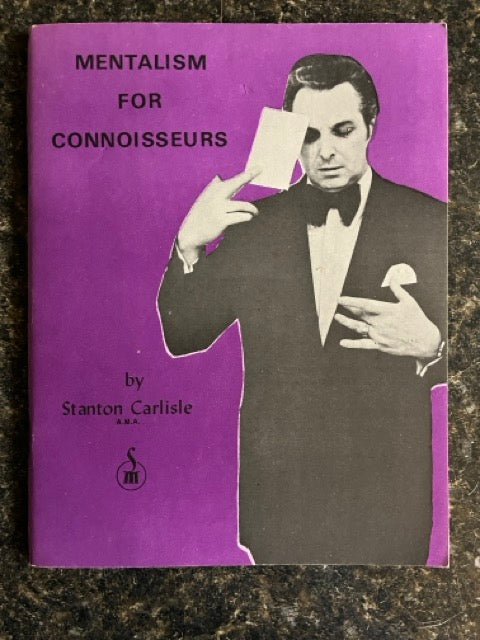 MENTALISM
FOR
CONNOISSEURS
by
Stanton Carlisle
A.M.A.